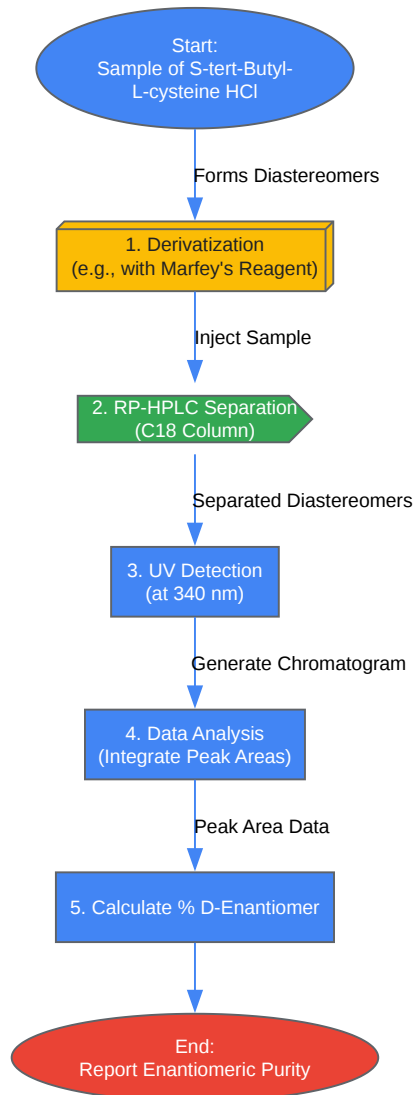 Start:
Sample of S-tert-Butyl-
L-cysteine HCl
Forms Diastereomers
1. Derivatization
(e.g., with Marfey's Reagent)
Inject Sample
2. RP-HPLC Separation
(C18 Column)
Separated Diastereomers
3. UV Detection
(at 340 nm)
Generate Chromatogram
4. Data Analysis
(Integrate Peak Areas)
Peak Area Data
5. Calculate % D-Enantiomer
End:
Report Enantiomeric Purity